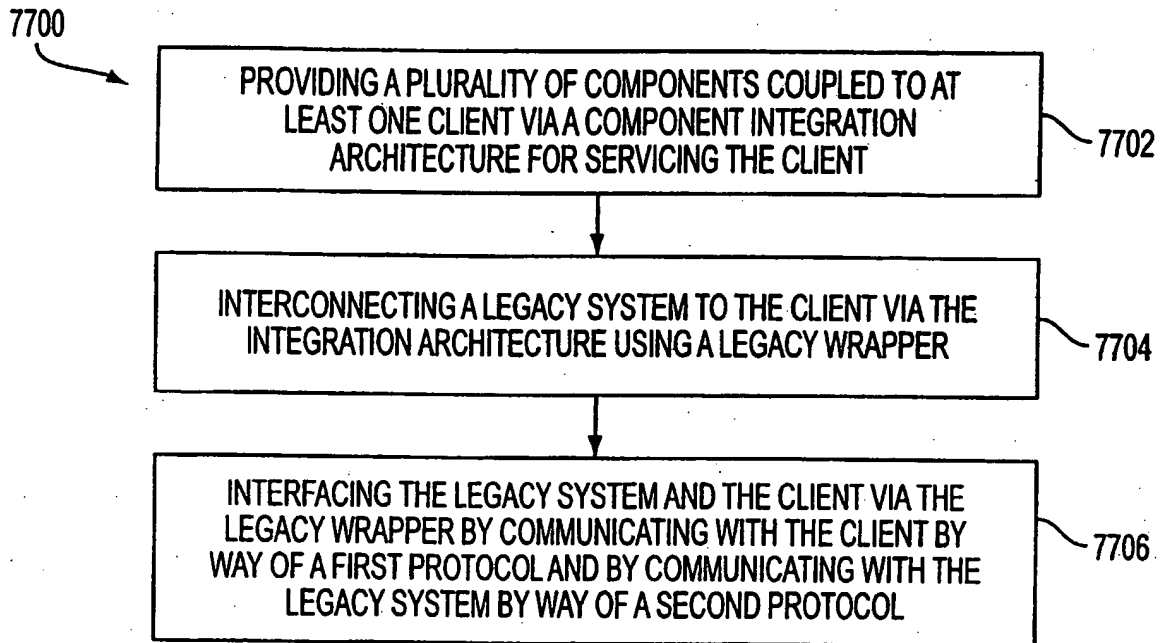 7700
PROVIDING A PLURALITY OF COMPONENTS COUPLED TO AT
LEAST ONE CLIENT VIA A COMPONENT INTEGRATION
ARCHITECTURE FOR SERVICING THE CLIENT
7702
INTERCONNECTING A LEGACY SYSTEM TO THE CLIENT VIA THE
INTEGRATION ARCHITECTURE USING A LEGACY WRAPPER
7704
INTERFACING THE LEGACY SYSTEM AND THE CLIENT VIA THE
LEGACY WRAPPER BY COMMUNICATING WITH THE CLIENT BY
WAY OF A FIRST PROTOCOL AND BY COMMUNICATING WITH THE
LEGACY SYSTEM BY WAY OF A SECOND PROTOCOL
7706